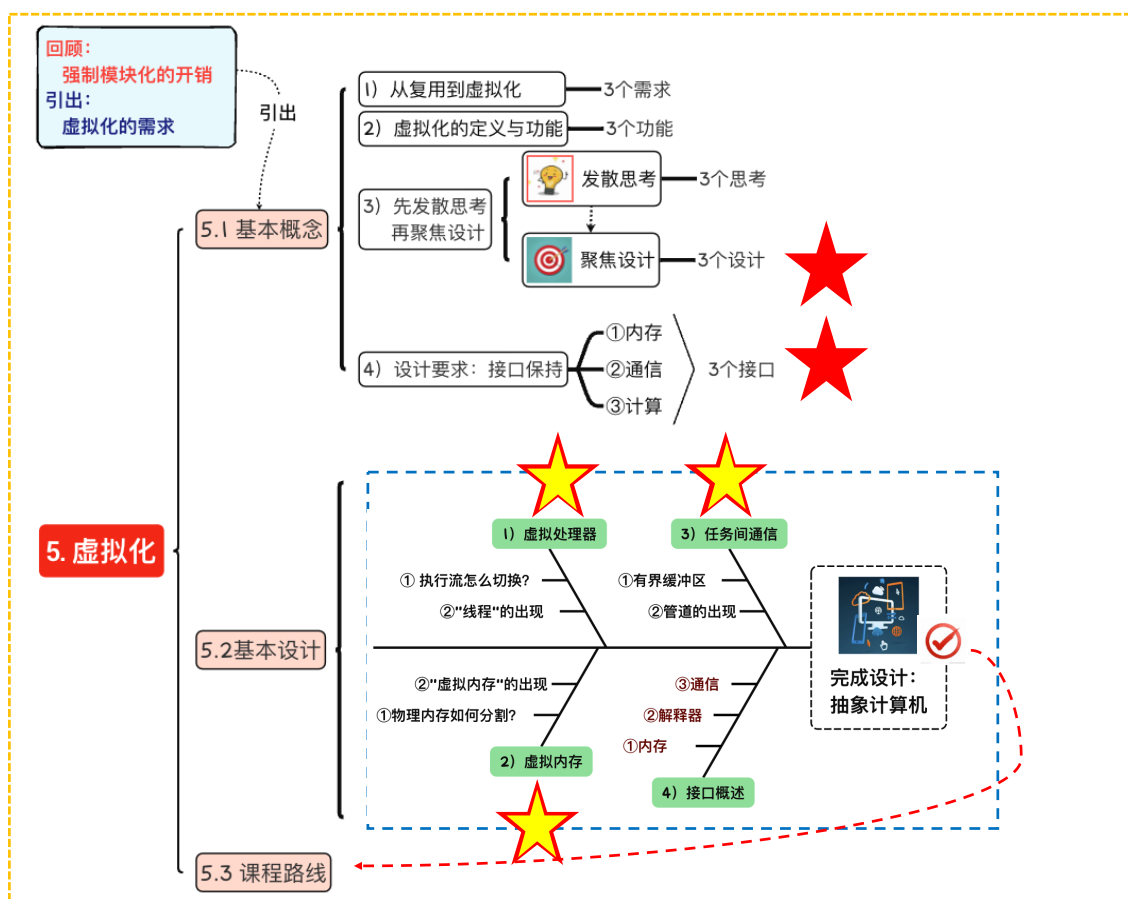 回顾：
强制模块化的开销
引出：
虚拟化的需求
引出
5. 虚拟化
5.1 基本概念
1）从复用到虚拟化
3个需求
2）虚拟化的定义与功能
3个功能
3）先发散思考
再聚焦设计
发散思考
3个思考
聚焦设计
3个设计
4）设计要求：接口保持
①内存
②通信
③计算
3个接口
5.2基本设计
1）虚拟处理器
① 执行流怎么切换?
②"线程"的出现
3）任务间通信
①有界缓冲区
②管道的出现
②"虚拟内存"的出现
①物理内存如何分割?
2）虚拟内存
③通信
②解释器
①内存
4）接口概述
完成设计：
抽象计算机
5.3 课程路线